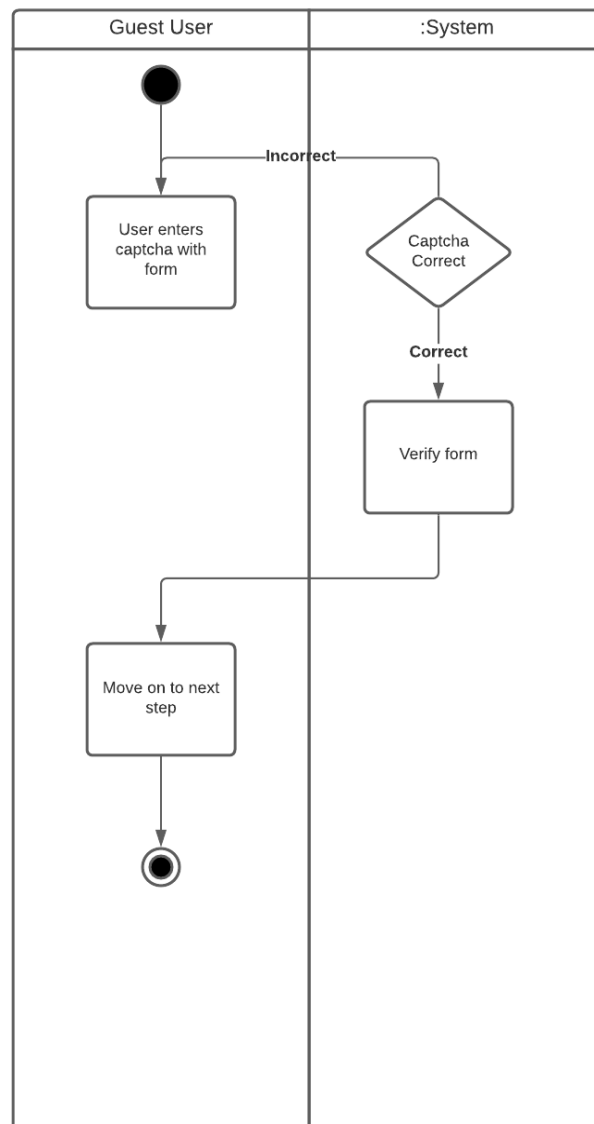 Guest User
:System
Incorrect
User enters
captcha with
form
Captcha
Correct
Correct
Verify form
Move on to next
step